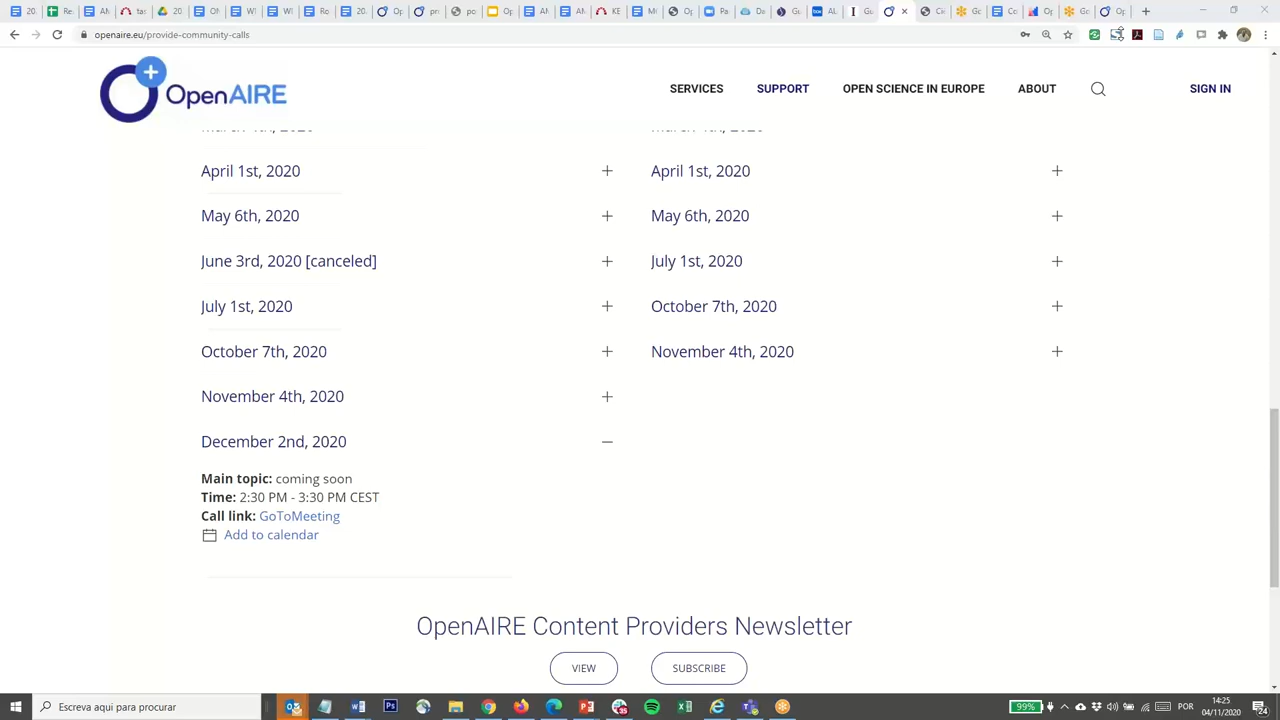 Op
openaire.eu/provide-community-calls
OpenAIRE
SERVICES
SUPPORT
OPEN SCIENCE IN EUROPE
ABOUT
SIGN IN
April 1st, 2020
May 6th, 2020
June 3rd, 2020 [canceled]
July 1st, 2020
October 7th, 2020
November 4th, 2020
December 2nd, 2020
Main topic: coming soon
Time: 2:30 PM - 3:30 PM CEST
Call link: GoToMeeting
Add to calendar
April 1st, 2020
May 6th, 2020
July 1st, 2020
October 7th, 2020
November 4th, 2020
OpenAIRE Content Providers Newsletter
VIEW
SUBSCRIBE
Escreva aqui para procurar
99%
POR
14:25
04/11/2020
24